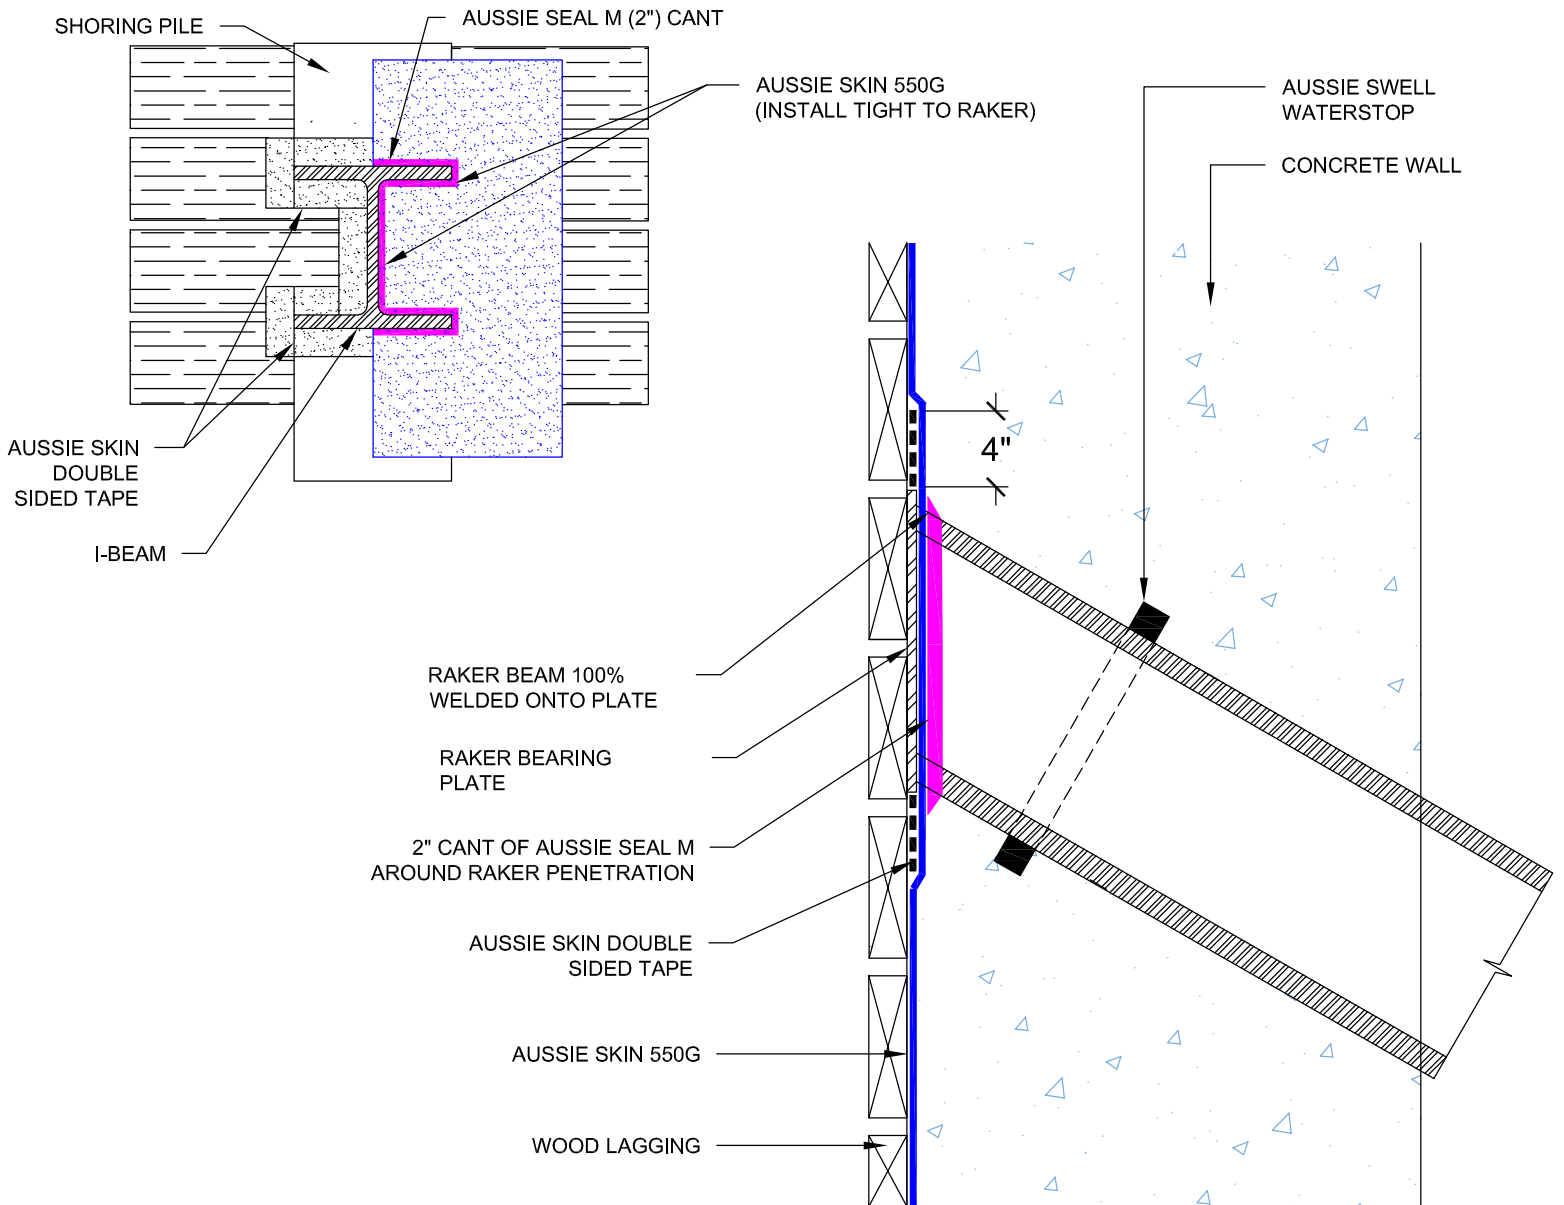 SHORING PILE
AUSSIE SEAL M (2") CANT
AUSSIE SKIN 550G
(INSTALL TIGHT TO RAKER)
AUSSIE SWELL
WATERSTOP
CONCRETE WALL
AUSSIE SKIN
DOUBLE
SIDED TAPE
I-BEAM
4"
RAKER BEAM 100%
WELDED ONTO PLATE
RAKER BEARING
PLATE
2" CANT OF AUSSIE SEAL M
AROUND RAKER PENETRATION
AUSSIE SKIN DOUBLE
SIDED TAPE
AUSSIE SKIN 550G
WOOD LAGGING